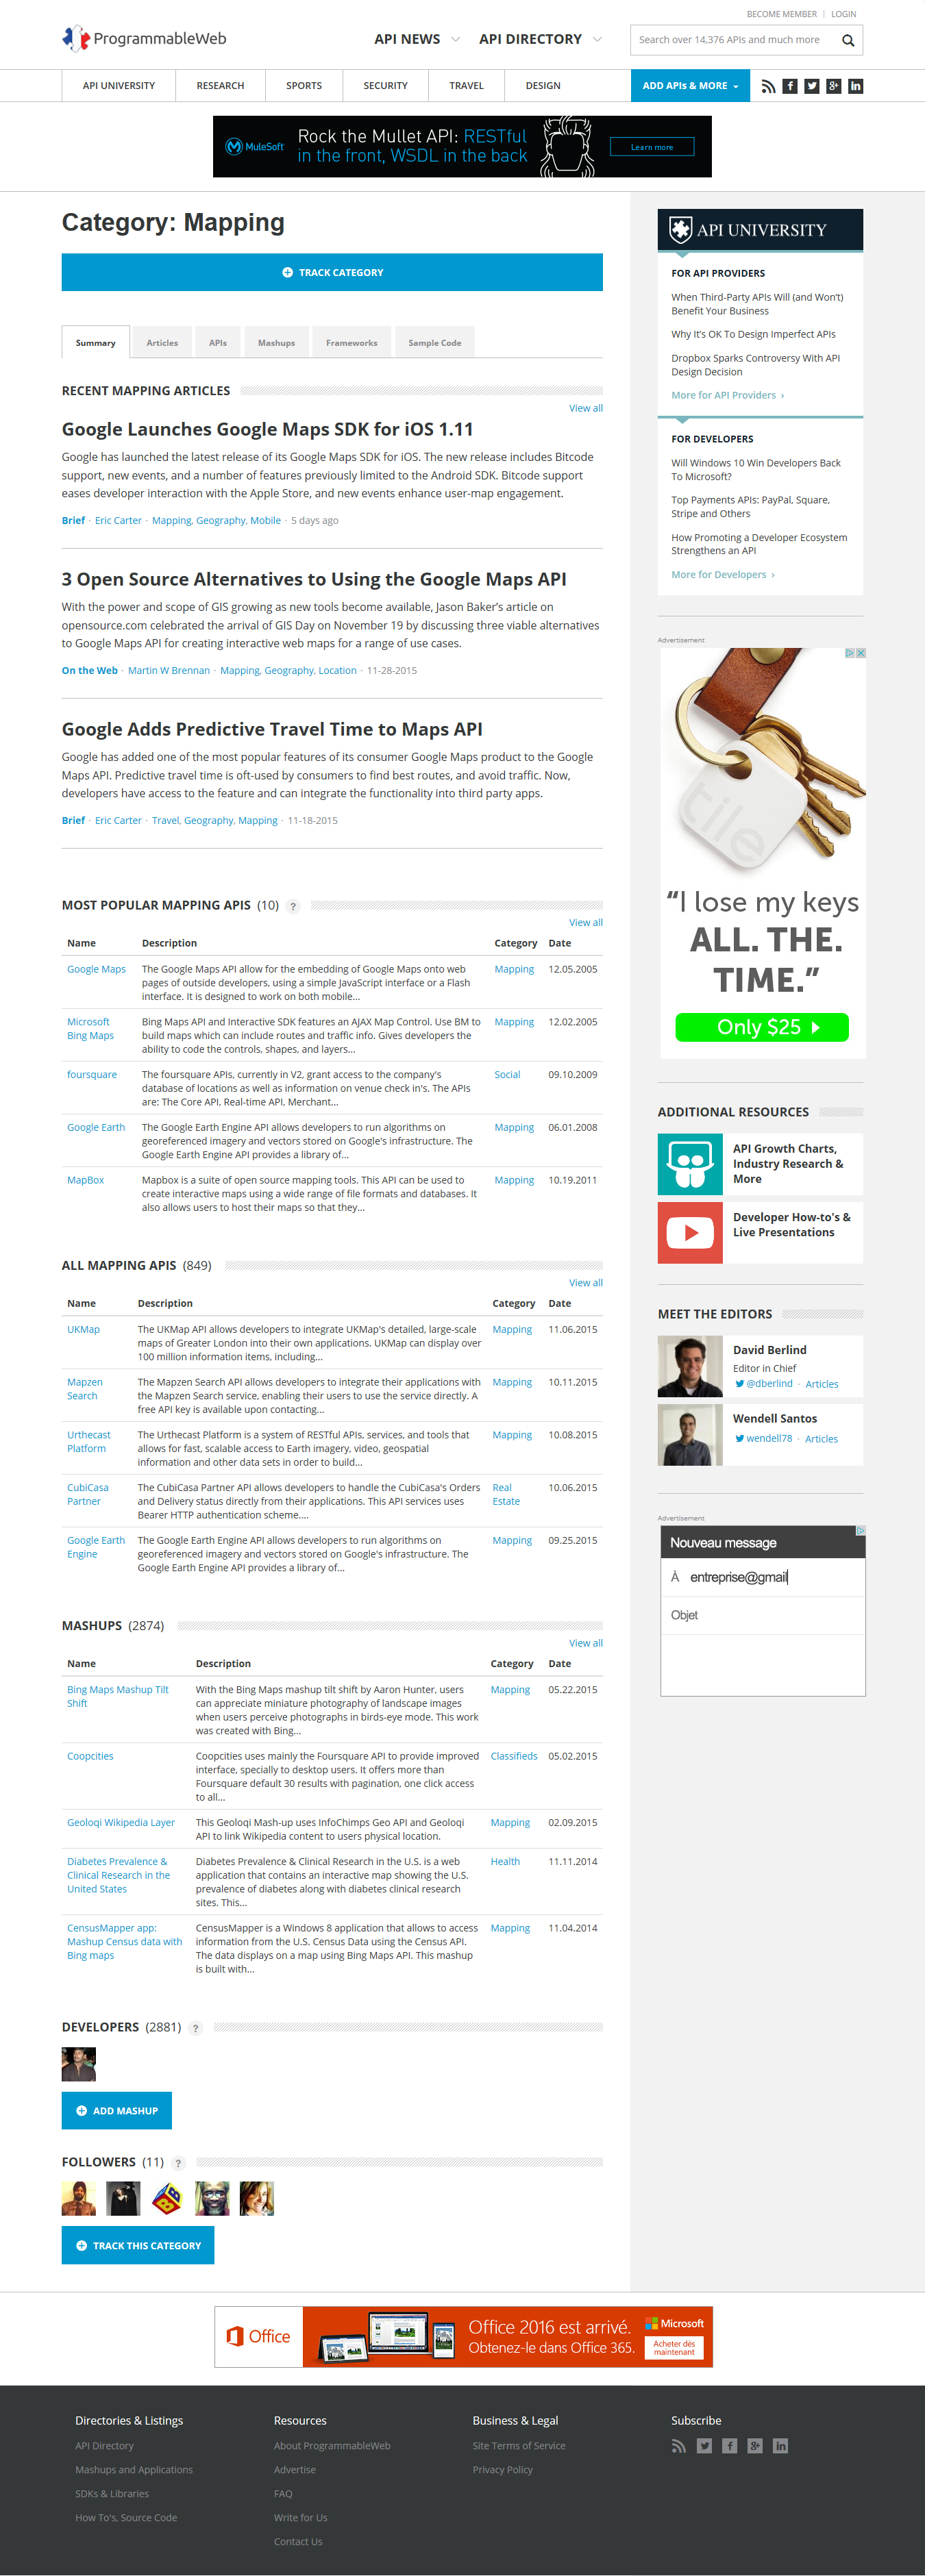 BECOME MEMBER | LOGIN
ProgrammableWeb
API NEWS
API DIRECTORY
Search over 14,376 APIs and much more
API UNIVERSITY
RESEARCH
SPORTS
SECURITY
TRAVEL
DESIGN
ADD APIs & MORE
MuleSoft
Rock the Mullet API: RESTful
in the front, WSDL in the back
Learn more
Category: Mapping
TRACK CATEGORY
Summary
Articles
APIs
Mashups
Frameworks
Sample Code
RECENT MAPPING ARTICLES
View all
Google Launches Google Maps SDK for iOS 1.11
Google has launched the latest release of its Google Maps SDK for iOS. The new release includes Bitcode
support, new events, and a number of features previously limited to the Android SDK. Bitcode support
eases developer interaction with the Apple Store, and new events enhance user-map engagement.
Brief · Eric Carter · Mapping, Geography, Mobile · 5 days ago
3 Open Source Alternatives to Using the Google Maps API
With the power and scope of GIS growing as new tools become available, Jason Baker’s article on
opensource.com celebrated the arrival of GIS Day on November 19 by discussing three viable alternatives
to Google Maps API for creating interactive web maps for a range of use cases.
On the Web · Martin W Brennan · Mapping, Geography, Location · 11-28-2015
Google Adds Predictive Travel Time to Maps API
Google has added one of the most popular features of its consumer Google Maps product to the Google
Maps API. Predictive travel time is oft-used by consumers to find best routes, and avoid traffic. Now,
developers have access to the feature and can integrate the functionality into third party apps.
Brief · Eric Carter · Travel, Geography, Mapping · 11-18-2015
MOST POPULAR MAPPING APIS (10) ?
View all
Name Description Category Date
Google Maps The Google Maps API allow for the embedding of Google Maps onto web Mapping 12.05.2005
pages of outside developers, using a simple JavaScript interface or a Flash
interface. It is designed to work on both mobile...
Microsoft Bing Maps API and Interactive SDK features an AJAX Map Control. Use BM to Mapping 12.02.2005
Bing Maps build maps which can include routes and traffic info. Gives developers the
ability to code the controls, shapes, and layers...
foursquare The foursquare APIs, currently in V2, grant access to the company's Social 09.10.2009
database of locations as well as information on venue check in's. The APIs
are: The Core API, Real-time API, Merchant...
Google Earth The Google Earth Engine API allows developers to run algorithms on Mapping 06.01.2008
georeferenced imagery and vectors stored on Google's infrastructure. The
Google Earth Engine API provides a library of...
MapBox Mapbox is a suite of open source mapping tools. This API can be used to Mapping 10.19.2011
create interactive maps using a wide range of file formats and databases. It
also allows users to host their maps so that they...
ALL MAPPING APIS (849)
View all
Name Description Category Date
UKMap The UKMap API allows developers to integrate UKMap's detailed, large-scale Mapping 11.06.2015
maps of Greater London into their own applications. UKMap can display over
100 million information items, including...
Mapzen The Mapzen Search API allows developers to integrate their applications with Mapping 10.11.2015
Search the Mapzen Search service, enabling their users to use the service directly. A
free API key is available upon contacting...
Urthecast The Urthecast Platform is a system of RESTful APIs, services, and tools that Mapping 10.08.2015
Platform allows for fast, scalable access to Earth imagery, video, geospatial
information and other data sets in order to build...
CubiCasa The CubiCasa Partner API allows developers to handle the CubiCasa's Orders Real 10.06.2015
Partner and Delivery status directly from their applications. This API services uses Estate
Bearer HTTP authentication scheme....
Google Earth The Google Earth Engine API allows developers to run algorithms on Mapping 09.25.2015
Engine georeferenced imagery and vectors stored on Google's infrastructure. The
Google Earth Engine API provides a library of...
MASHUPS (2874)
View all
Name Description Category Date
Bing Maps Mashup Tilt With the Bing Maps mashup tilt shift by Aaron Hunter, users Mapping 05.22.2015
Shift can appreciate miniature photography of landscape images
when users perceive photographs in birds-eye mode. This work
was created with Bing...
Coopcities Coopcities uses mainly the Foursquare API to provide improved Classifieds 05.02.2015
interface, specially to desktop users. It offers more than
Foursquare default 30 results with pagination, one click access
to all...
Geoloqi Wikipedia Layer This Geoloqi Mash-up uses InfoChimps Geo API and Geoloqi Mapping 02.09.2015
API to link Wikipedia content to users physical location.
Diabetes Prevalence & Diabetes Prevalence & Clinical Research in the U.S. is a web Health 11.11.2014
Clinical Research in the application that contains an interactive map showing the U.S.
United States prevalence of diabetes along with diabetes clinical research
sites. This...
CensusMapper app: CensusMapper is a Windows 8 application that allows to access Mapping 11.04.2014
Mashup Census data with information from the U.S. Census Data using the Census API.
Bing maps The data displays on a map using Bing Maps API. This mashup
is built with...
DEVELOPERS (2881) ?
ADD MASHUP
FOLLOWERS (11) ?
TRACK THIS CATEGORY
API UNIVERSITY
FOR API PROVIDERS
When Third-Party APIs Will (and Won’t)
Benefit Your Business
Why It’s OK To Design Imperfect APIs
Dropbox Sparks Controversy With API
Design Decision
More for API Providers ›
FOR DEVELOPERS
Will Windows 10 Win Developers Back
To Microsoft?
Top Payments APIs: PayPal, Square,
Stripe and Others
How Promoting a Developer Ecosystem
Strengthens an API
More for Developers ›
Advertisement
tile
“I lose my keys
ALL. THE.
TIME.”
Only $25
ADDITIONAL RESOURCES
API Growth Charts,
Industry Research &
More
Developer How-to's &
Live Presentations
MEET THE EDITORS
David Berlind
Editor in Chief
@dberlind · Articles
Wendell Santos
wendell78 · Articles
Advertisement
Nouveau message
À entreprise@gmail
Objet
Office
Office 2016 est arrivé.
Obtenez-le dans Office 365.
Microsoft
Acheter dès
maintenant
Directories & Listings
API Directory
Mashups and Applications
SDKs & Libraries
How To's, Source Code
Resources
About ProgrammableWeb
Advertise
FAQ
Write for Us
Contact Us
Business & Legal
Site Terms of Service
Privacy Policy
Subscribe